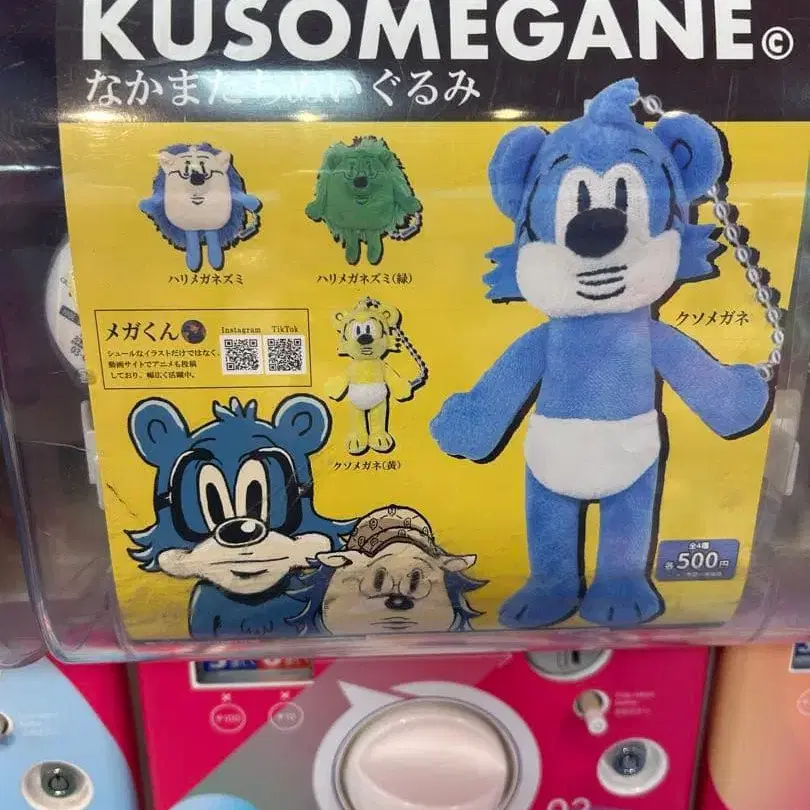 KUSOMEGANE©
なかまたちぬいぐるみ
ハリメガネズミ
ハリメガネズミ(緑)
クソメガネ
メガくん
Instagram TikTok
シュールなイラストだけではなく、
動画サイトでアニメも投稿
しており、幅広く活躍中。
クソメガネ(黄)
全4種
各500円
¥100
¥10
03